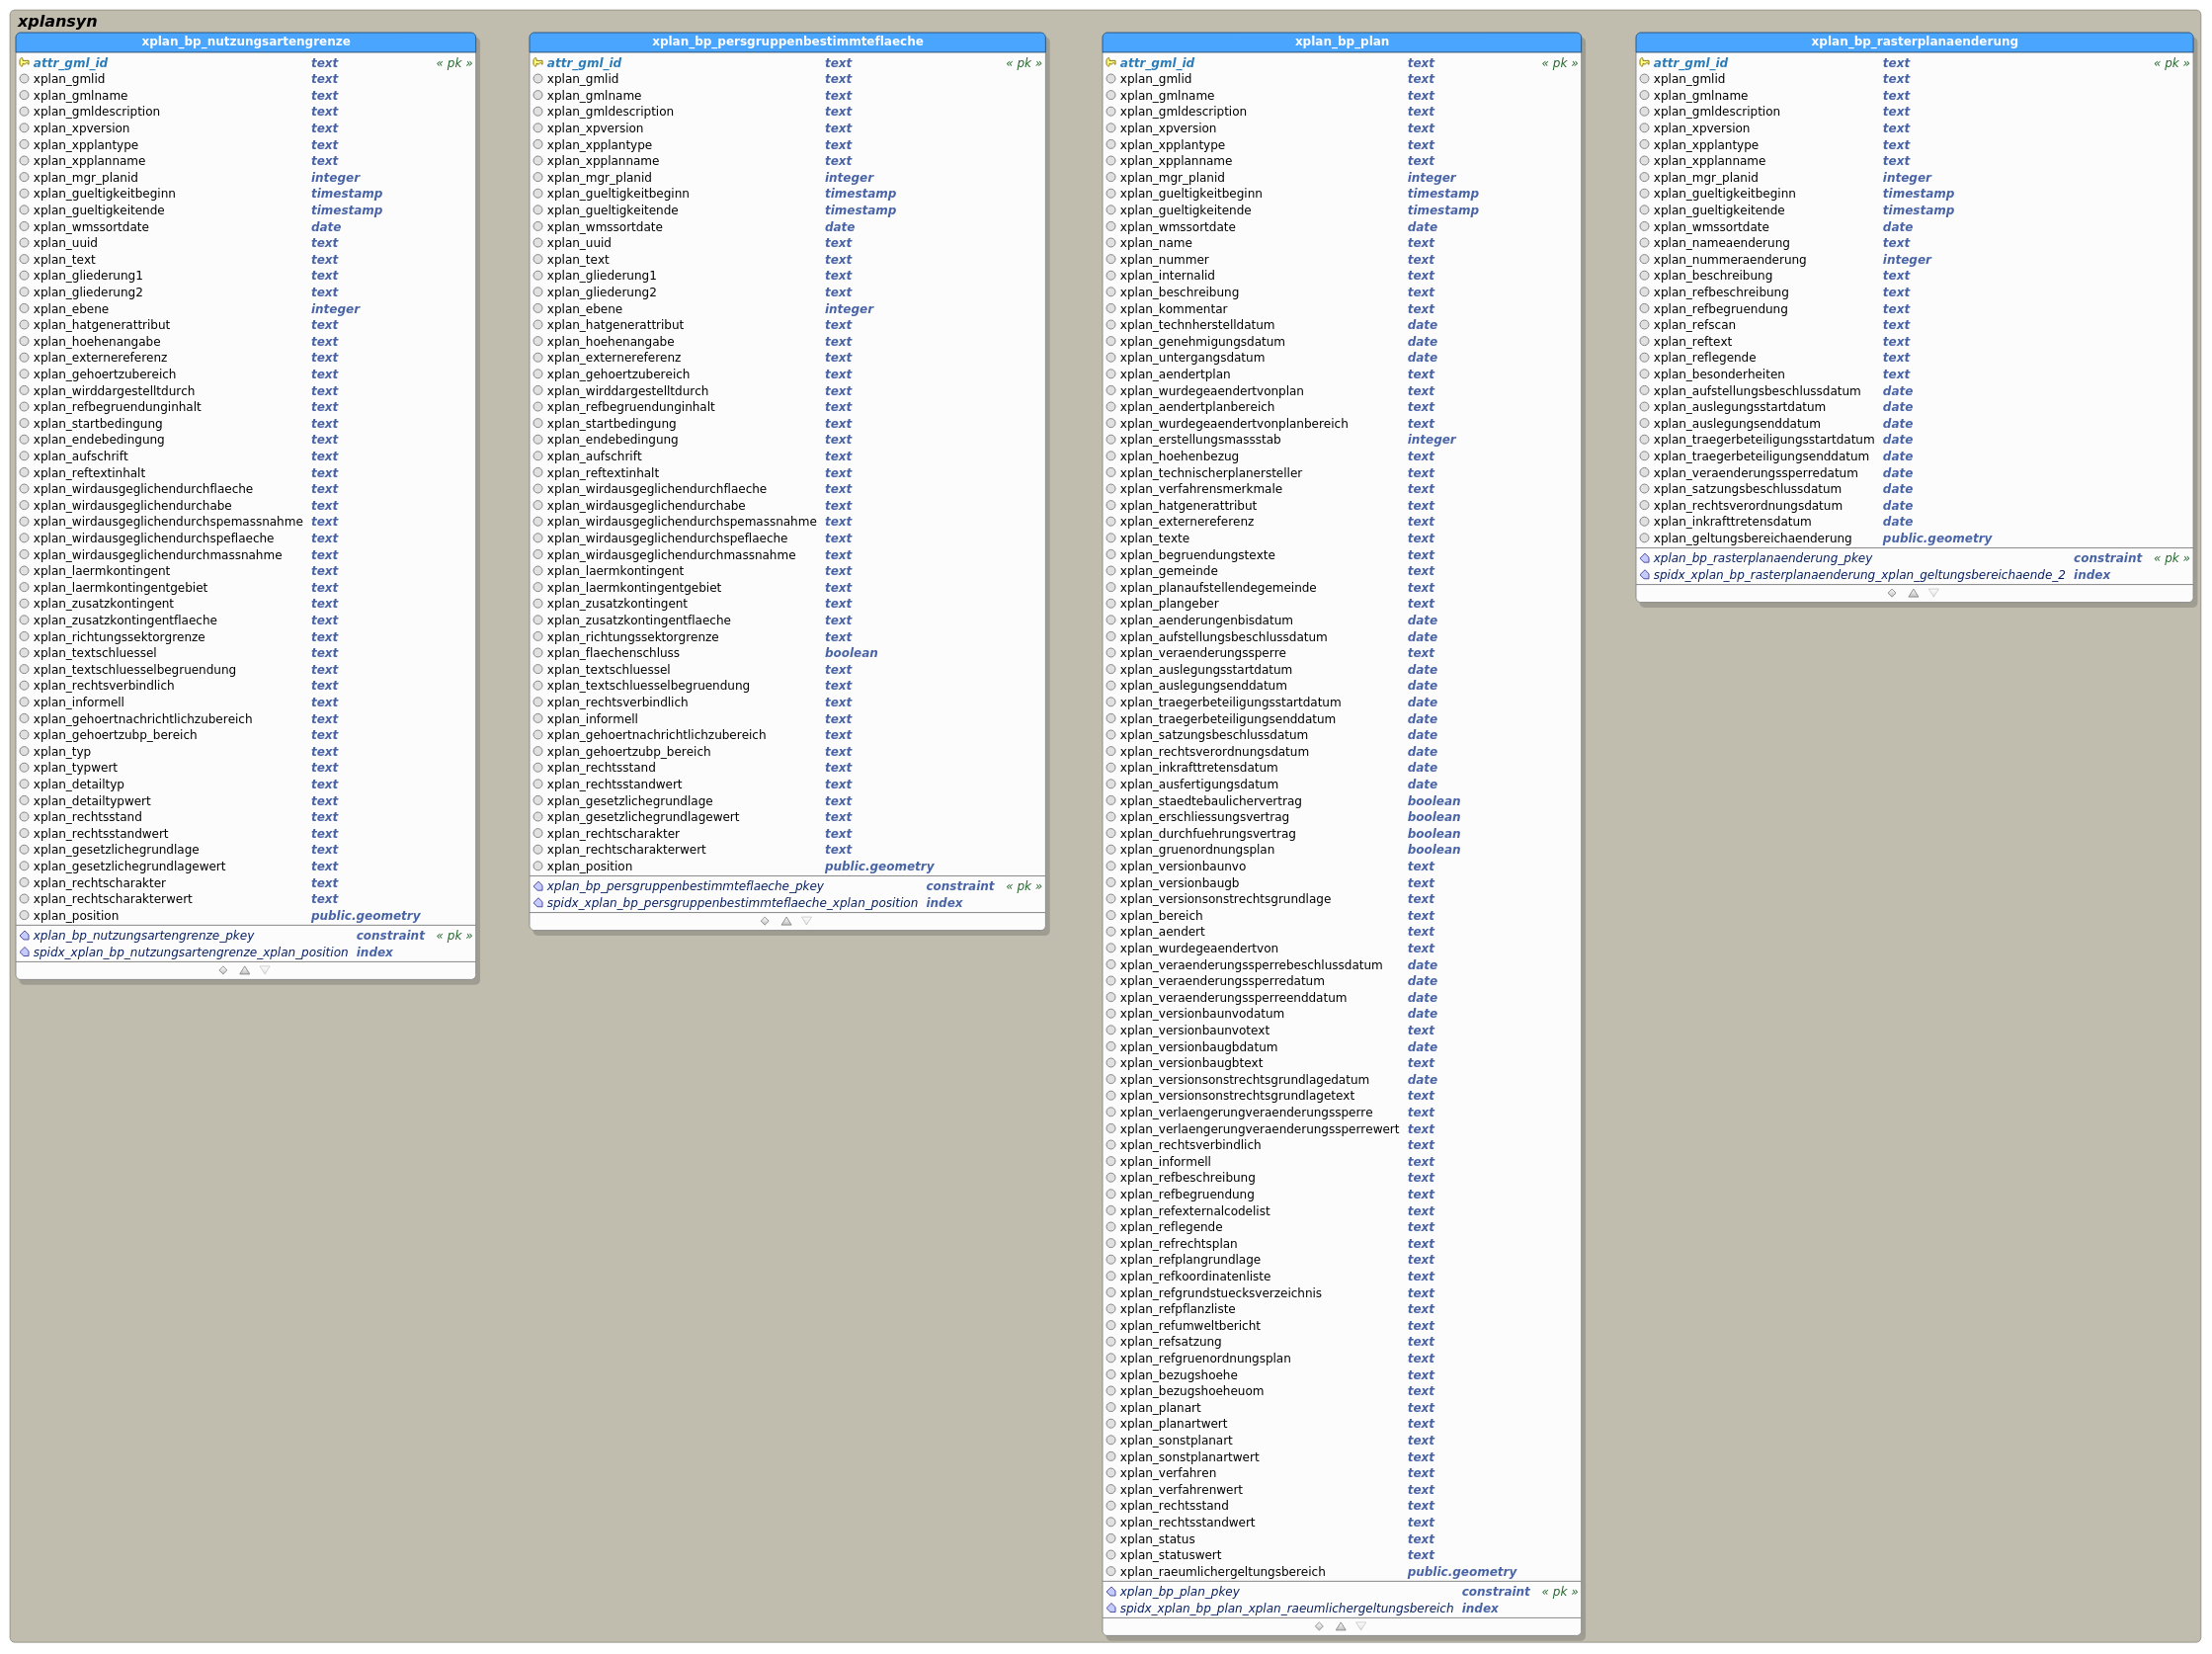 xplansyn
xplan_bp_nutzungsartengrenze
attr_gml_id text « pk »
xplan_gmlid text
xplan_gmlname text
xplan_gmldescription text
xplan_xpversion text
xplan_xpplantype text
xplan_xpplanname text
xplan_mgr_planid integer
xplan_gueltigkeitbeginn timestamp
xplan_gueltigkeitende timestamp
xplan_wmssortdate date
xplan_uuid text
xplan_text text
xplan_gliederung1 text
xplan_gliederung2 text
xplan_ebene integer
xplan_hatgenerattribut text
xplan_hoehenangabe text
xplan_externereferenz text
xplan_gehoertzubereich text
xplan_wirddargestelltdurch text
xplan_refbegruendunginhalt text
xplan_startbedingung text
xplan_endebedingung text
xplan_aufschrift text
xplan_reftextinhalt text
xplan_wirdausgeglichendurchflaeche text
xplan_wirdausgeglichendurchabe text
xplan_wirdausgeglichendurchspemassnahme text
xplan_wirdausgeglichendurchspeflaeche text
xplan_wirdausgeglichendurchmassnahme text
xplan_laermkontingent text
xplan_laermkontingentgebiet text
xplan_zusatzkontingent text
xplan_zusatzkontingentflaeche text
xplan_richtungssektorgrenze text
xplan_textschluessel text
xplan_textschluesselbegruendung text
xplan_rechtsverbindlich text
xplan_informell text
xplan_gehoertnachrichtlichzubereich text
xplan_gehoertzubp_bereich text
xplan_typ text
xplan_typwert text
xplan_detailtyp text
xplan_detailtypwert text
xplan_rechtsstand text
xplan_rechtsstandwert text
xplan_gesetzlichegrundlage text
xplan_gesetzlichegrundlagewert text
xplan_rechtscharakter text
xplan_rechtscharakterwert text
xplan_position public.geometry
xplan_bp_nutzungsartengrenze_pkey constraint « pk »
spidx_xplan_bp_nutzungsartengrenze_xplan_position index
xplan_bp_persgruppenbestimmteflaeche
attr_gml_id text « pk »
xplan_gmlid text
xplan_gmlname text
xplan_gmldescription text
xplan_xpversion text
xplan_xpplantype text
xplan_xpplanname text
xplan_mgr_planid integer
xplan_gueltigkeitbeginn timestamp
xplan_gueltigkeitende timestamp
xplan_wmssortdate date
xplan_uuid text
xplan_text text
xplan_gliederung1 text
xplan_gliederung2 text
xplan_ebene integer
xplan_hatgenerattribut text
xplan_hoehenangabe text
xplan_externereferenz text
xplan_gehoertzubereich text
xplan_wirddargestelltdurch text
xplan_refbegruendunginhalt text
xplan_startbedingung text
xplan_endebedingung text
xplan_aufschrift text
xplan_reftextinhalt text
xplan_wirdausgeglichendurchflaeche text
xplan_wirdausgeglichendurchabe text
xplan_wirdausgeglichendurchspemassnahme text
xplan_wirdausgeglichendurchspeflaeche text
xplan_wirdausgeglichendurchmassnahme text
xplan_laermkontingent text
xplan_laermkontingentgebiet text
xplan_zusatzkontingent text
xplan_zusatzkontingentflaeche text
xplan_richtungssektorgrenze text
xplan_flaechenschluss boolean
xplan_textschluessel text
xplan_textschluesselbegruendung text
xplan_rechtsverbindlich text
xplan_informell text
xplan_gehoertnachrichtlichzubereich text
xplan_gehoertzubp_bereich text
xplan_rechtsstand text
xplan_rechtsstandwert text
xplan_gesetzlichegrundlage text
xplan_gesetzlichegrundlagewert text
xplan_rechtscharakter text
xplan_rechtscharakterwert text
xplan_position public.geometry
xplan_bp_persgruppenbestimmteflaeche_pkey constraint « pk »
spidx_xplan_bp_persgruppenbestimmteflaeche_xplan_position index
xplan_bp_plan
attr_gml_id text « pk »
xplan_gmlid text
xplan_gmlname text
xplan_gmldescription text
xplan_xpversion text
xplan_xpplantype text
xplan_xpplanname text
xplan_mgr_planid integer
xplan_gueltigkeitbeginn timestamp
xplan_gueltigkeitende timestamp
xplan_wmssortdate date
xplan_name text
xplan_nummer text
xplan_internalid text
xplan_beschreibung text
xplan_kommentar text
xplan_technherstelldatum date
xplan_genehmigungsdatum date
xplan_untergangsdatum date
xplan_aendertplan text
xplan_wurdegeaendertvonplan text
xplan_aendertplanbereich text
xplan_wurdegeaendertvonplanbereich text
xplan_erstellungsmassstab integer
xplan_hoehenbezug text
xplan_technischerplanersteller text
xplan_verfahrensmerkmale text
xplan_hatgenerattribut text
xplan_externereferenz text
xplan_texte text
xplan_begruendungstexte text
xplan_gemeinde text
xplan_planaufstellendegemeinde text
xplan_plangeber text
xplan_aenderungenbisdatum date
xplan_aufstellungsbeschlussdatum date
xplan_veraenderungssperre text
xplan_auslegungsstartdatum date
xplan_auslegungsenddatum date
xplan_traegerbeteiligungsstartdatum date
xplan_traegerbeteiligungsenddatum date
xplan_satzungsbeschlussdatum date
xplan_rechtsverordnungsdatum date
xplan_inkrafttretensdatum date
xplan_ausfertigungsdatum date
xplan_staedtebaulichervertrag boolean
xplan_erschliessungsvertrag boolean
xplan_durchfuehrungsvertrag boolean
xplan_gruenordnungsplan boolean
xplan_versionbaunvo text
xplan_versionbaugb text
xplan_versionsonstrechtsgrundlage text
xplan_bereich text
xplan_aendert text
xplan_wurdegeaendertvon text
xplan_veraenderungssperrebeschlussdatum date
xplan_veraenderungssperredatum date
xplan_veraenderungssperreenddatum date
xplan_versionbaunvodatum date
xplan_versionbaunvotext text
xplan_versionbaugbdatum date
xplan_versionbaugbtext text
xplan_versionsonstrechtsgrundlagedatum date
xplan_versionsonstrechtsgrundlagetext text
xplan_verlaengerungveraenderungssperre text
xplan_verlaengerungveraenderungssperrewert text
xplan_rechtsverbindlich text
xplan_informell text
xplan_refbeschreibung text
xplan_refbegruendung text
xplan_refexternalcodelist text
xplan_reflegende text
xplan_refrechtsplan text
xplan_refplangrundlage text
xplan_refkoordinatenliste text
xplan_refgrundstuecksverzeichnis text
xplan_refpflanzliste text
xplan_refumweltbericht text
xplan_refsatzung text
xplan_refgruenordnungsplan text
xplan_bezugshoehe text
xplan_bezugshoeheuom text
xplan_planart text
xplan_planartwert text
xplan_sonstplanart text
xplan_sonstplanartwert text
xplan_verfahren text
xplan_verfahrenwert text
xplan_rechtsstand text
xplan_rechtsstandwert text
xplan_status text
xplan_statuswert text
xplan_raeumlichergeltungsbereich public.geometry
xplan_bp_plan_pkey constraint « pk »
spidx_xplan_bp_plan_xplan_raeumlichergeltungsbereich index
xplan_bp_rasterplanaenderung
attr_gml_id text « pk »
xplan_gmlid text
xplan_gmlname text
xplan_gmldescription text
xplan_xpversion text
xplan_xpplantype text
xplan_xpplanname text
xplan_mgr_planid integer
xplan_gueltigkeitbeginn timestamp
xplan_gueltigkeitende timestamp
xplan_wmssortdate date
xplan_nameaenderung text
xplan_nummeraenderung integer
xplan_beschreibung text
xplan_refbeschreibung text
xplan_refbegruendung text
xplan_refscan text
xplan_reftext text
xplan_reflegende text
xplan_besonderheiten text
xplan_aufstellungsbeschlussdatum date
xplan_auslegungsstartdatum date
xplan_auslegungsenddatum date
xplan_traegerbeteiligungsstartdatum date
xplan_traegerbeteiligungsenddatum date
xplan_veraenderungssperredatum date
xplan_satzungsbeschlussdatum date
xplan_rechtsverordnungsdatum date
xplan_inkrafttretensdatum date
xplan_geltungsbereichaenderung public.geometry
xplan_bp_rasterplanaenderung_pkey constraint « pk »
spidx_xplan_bp_rasterplanaenderung_xplan_geltungsbereichaende_2 index